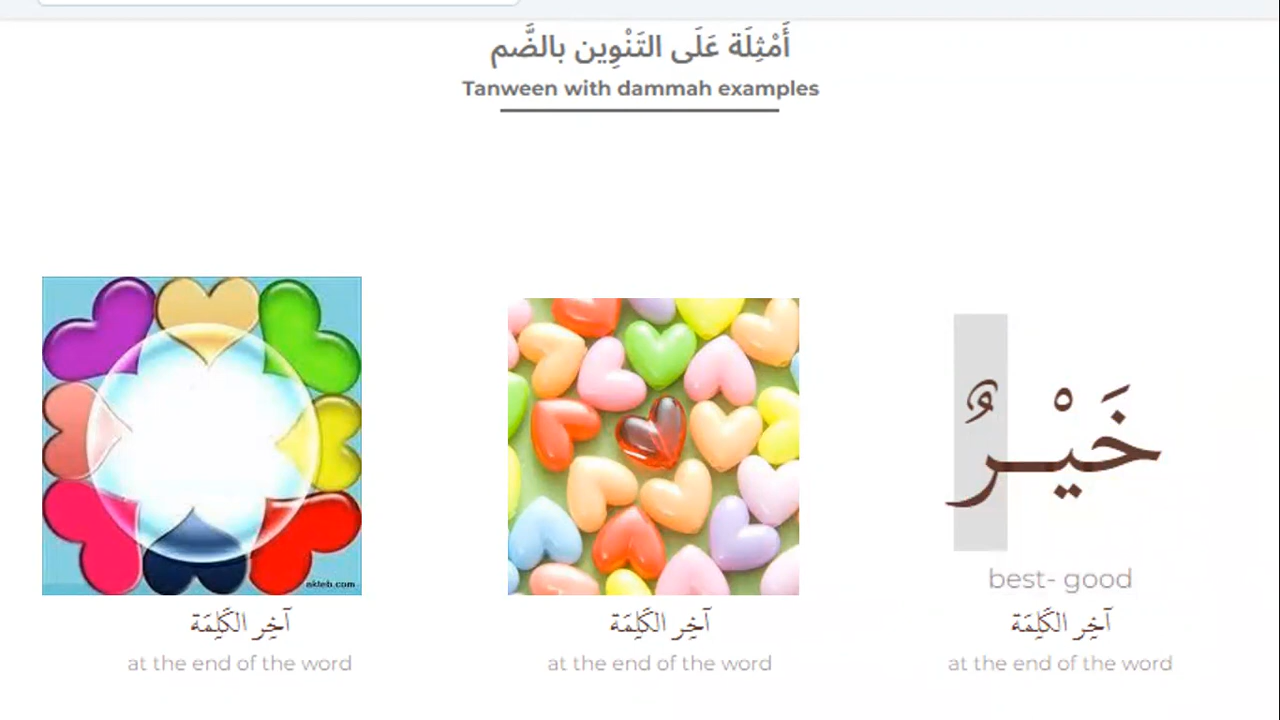 أَمْثِلَة عَلَى التَنْوِين بالضَّم
Tanween with dammah examples
خَيْرٌ
best- good
آخِر الكَلِمَة
at the end of the word
آخِر الكَلِمَة
at the end of the word
آخِر الكَلِمَة
at the end of the word
nkteb.com